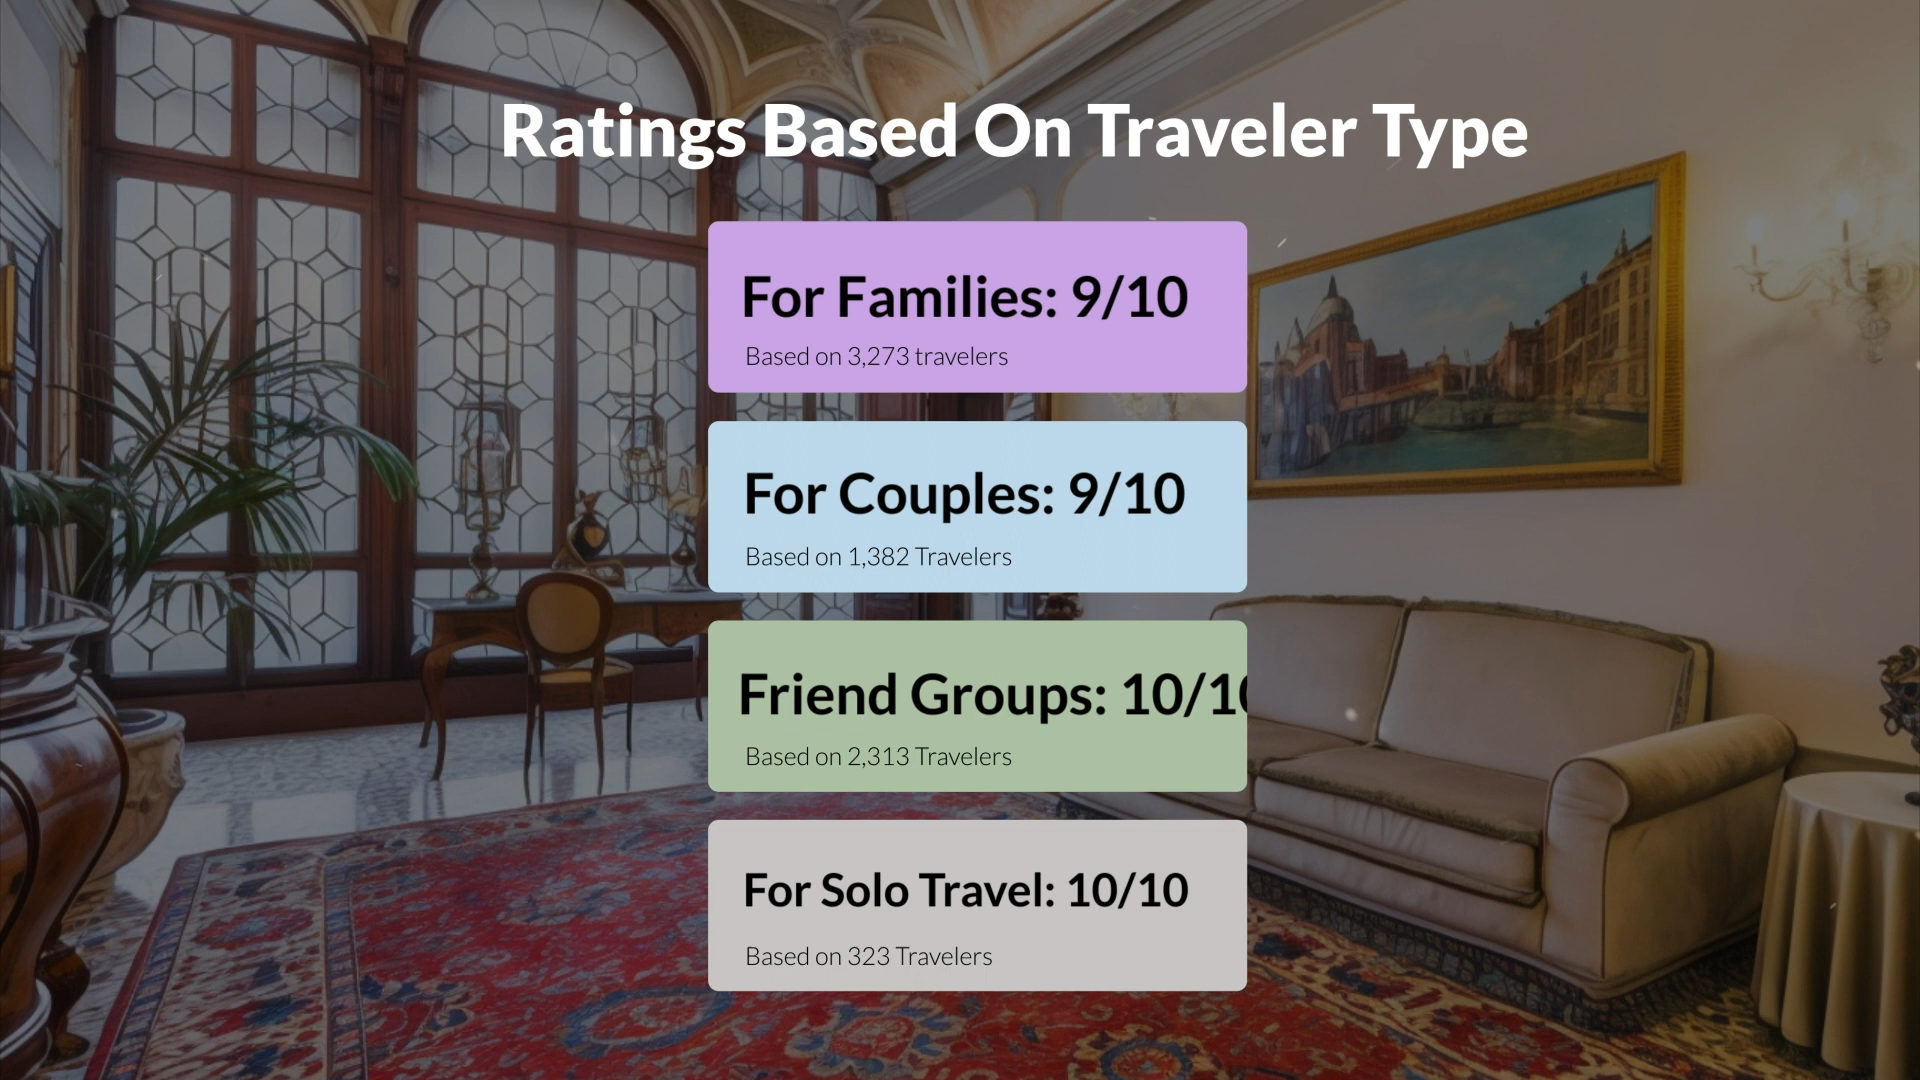 Ratings Based On Traveler Type
For Families: 9/10
Based on 3,273 travelers
For Couples: 9/10
Based on 1,382 Travelers
Friend Groups: 10/10
Based on 2,313 Travelers
For Solo Travel: 10/10
Based on 323 Travelers